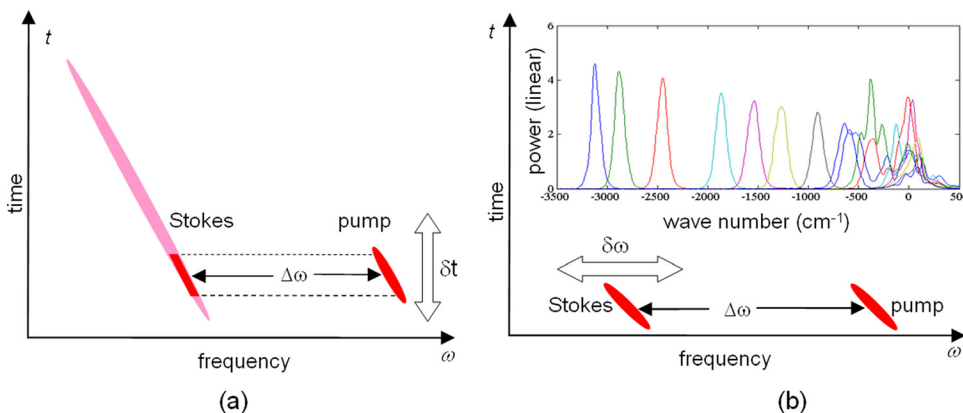 t
time
Stokes
pump
Δω
δt
frequency
ω
(a)
t
time
power (linear)
6
4
2
0
-3500 -3000 -2500 -2000 -1500 -1000 -500 0 500
wave number (cm⁻¹)
δω
Stokes
Δω
pump
frequency
ω
(b)